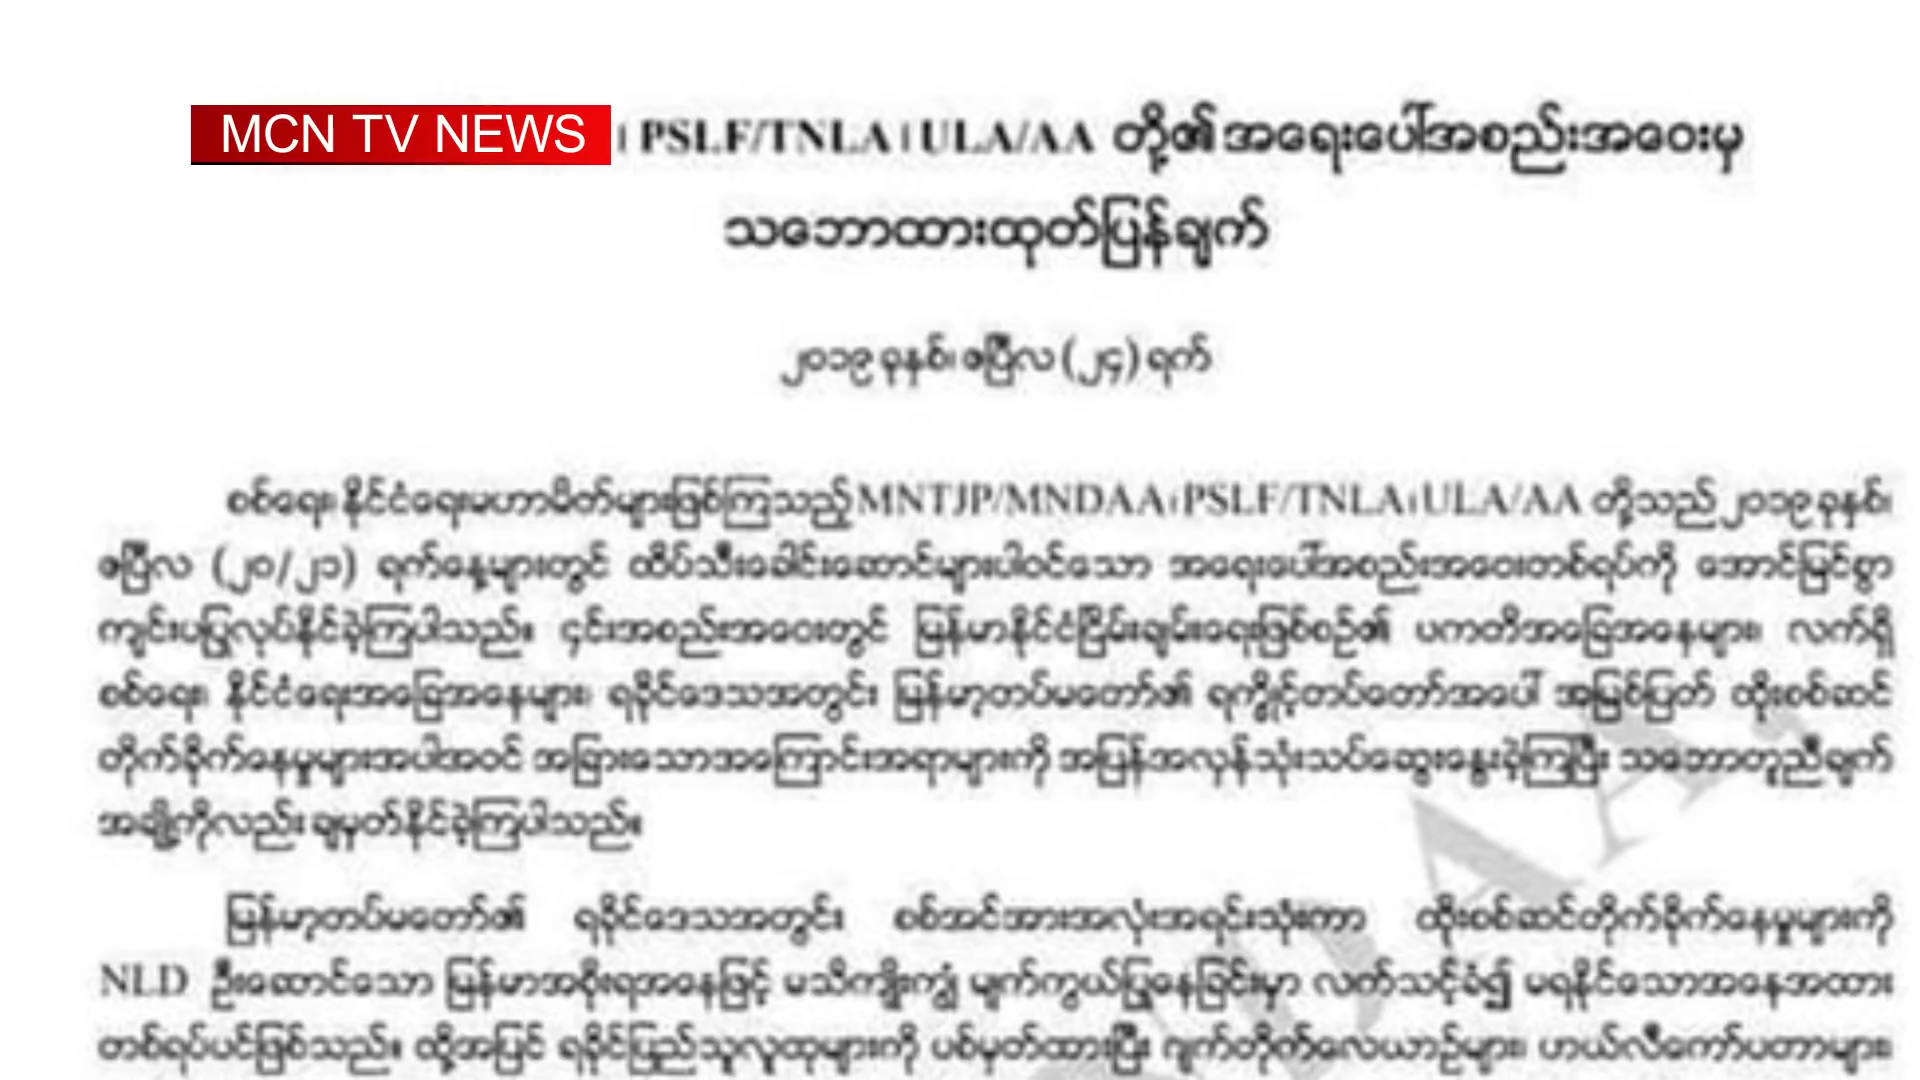 MCN TV NEWS ၊ PSLF/TNLA ၊ ULA/AA တို့၏ အရေးပေါ်အစည်းအဝေးမှ
သဘောထားထုတ်ပြန်ချက်
၂၀၁၉ ခုနှစ်၊ ဧပြီလ (၂၄) ရက်
စစ်ရေး၊ နိုင်ငံရေးမဟာမိတ်များဖြစ်ကြသည့် MNTJP/MNDAA ၊ PSLF/TNLA ၊ ULA/AA တို့သည် ၂၀၁၉ ခုနှစ်၊
ဧပြီလ (၂၀/၂၁) ရက်နေ့များတွင် ထိပ်သီးခေါင်းဆောင်များပါဝင်သော အရေးပေါ်အစည်းအဝေးတစ်ရပ်ကို အောင်မြင်စွာ
ကျင်းပပြုလုပ်နိုင်ခဲ့ကြပါသည်။ ၄င်းအစည်းအဝေးတွင် မြန်မာနိုင်ငံငြိမ်းချမ်းရေးဖြစ်စဉ်၏ ပကတိအခြေအနေများ၊ လက်ရှိ
စစ်ရေး၊ နိုင်ငံရေးအခြေအနေများ၊ ရခိုင်ဒေသအတွင်း မြန်မာ့တပ်မတော်၏ ရက္ခိုင့်တပ်တော်အပေါ် အမြစ်ပြတ် ထိုးစစ်ဆင်
တိုက်ခိုက်နေမှုများအပါအဝင် အခြားသောအကြောင်းအရာများကို အပြန်အလှန်သုံးသပ်ဆွေးနွေးခဲ့ကြပြီး သဘောတူညီချက်
အချို့ကိုလည်း ချမှတ်နိုင်ခဲ့ကြပါသည်။
မြန်မာ့တပ်မတော်၏ ရခိုင်ဒေသအတွင်း စစ်အင်အားအလုံးအရင်းသုံးကာ ထိုးစစ်ဆင်တိုက်ခိုက်နေမှုများကို
NLD ဦးဆောင်သော မြန်မာအစိုးရအနေဖြင့် မသိကျိုးကျွံ မျက်ကွယ်ပြုနေခြင်းမှာ လက်သင့်ခံ၍ မရနိုင်သောအနေအထား
တစ်ရပ်ပင်ဖြစ်သည်။ ထို့အပြင် ရခိုင်ပြည်သူလူထုများကို ပစ်မှတ်ထားပြီး ဂျက်တိုက်လေယာဉ်များ၊ ဟယ်လီကော်ပတာများ၊